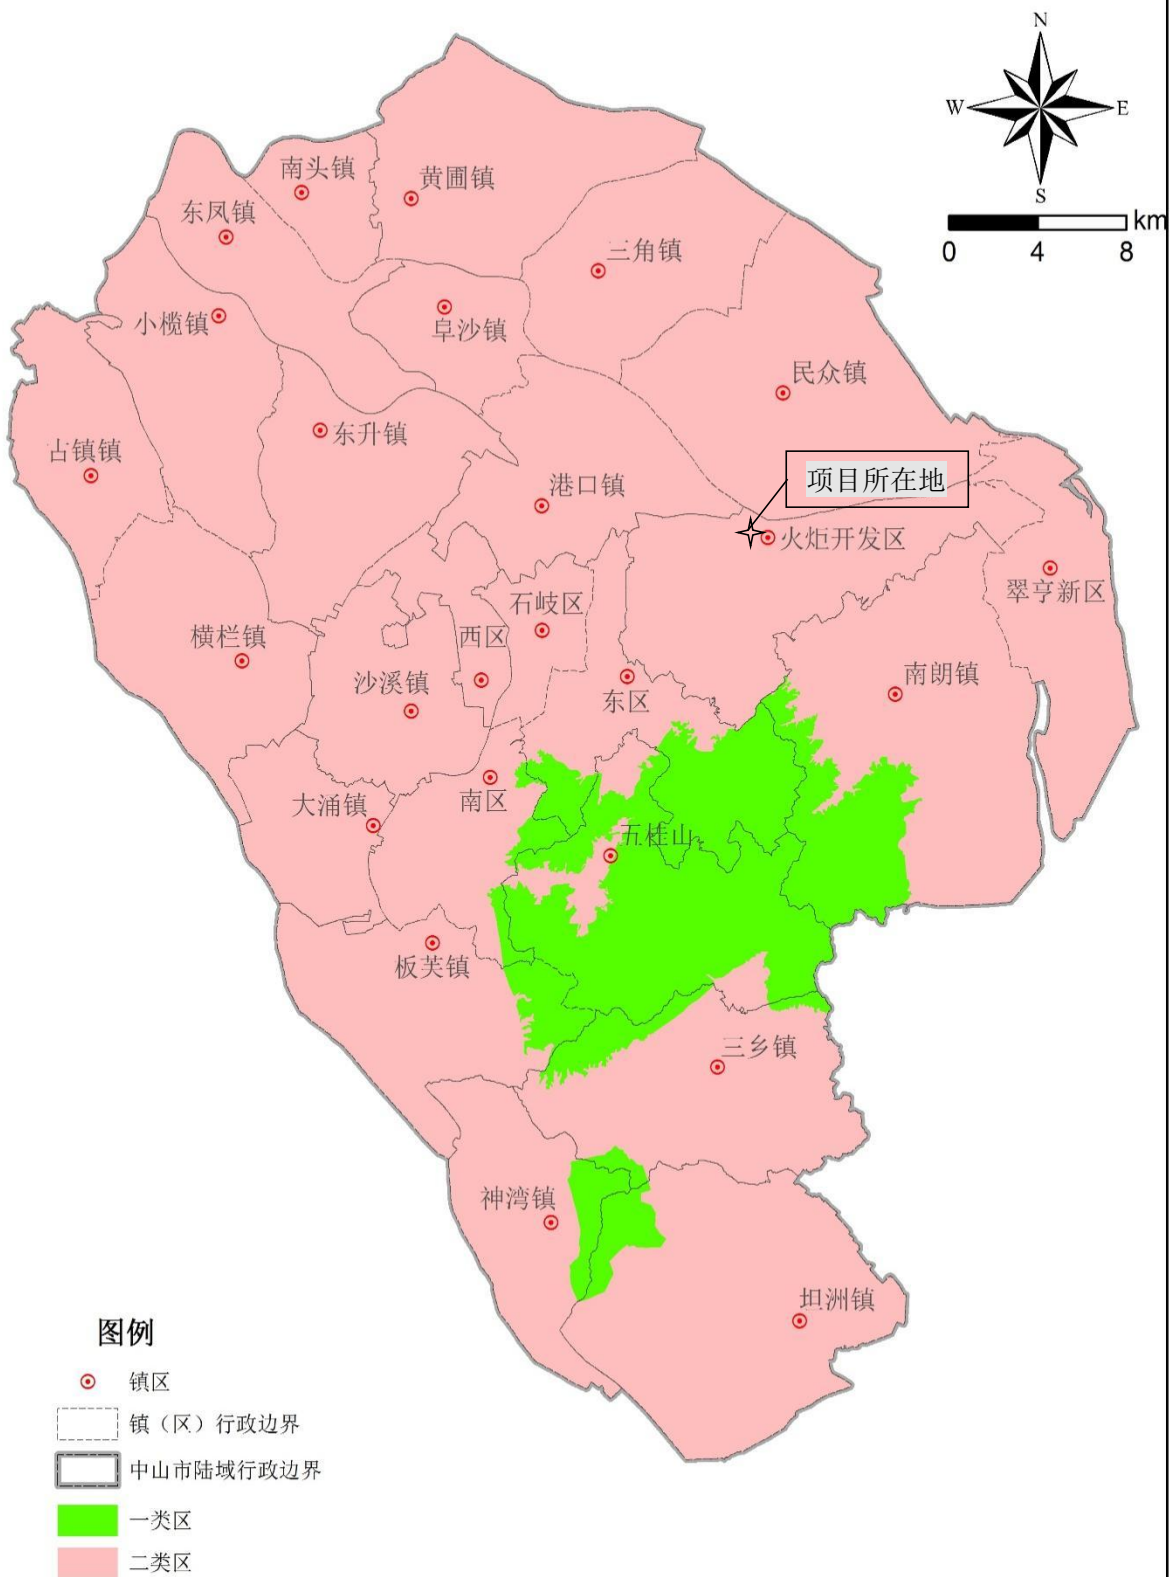 N
W
E
S
km
0
4
8
南头镇
黄圃镇
东凤镇
三角镇
小榄镇
阜沙镇
民众镇
东升镇
古镇镇
项目所在地
港口镇
火炬开发区
翠亨新区
石岐区
横栏镇
西区
沙溪镇
东区
南朗镇
南区
大涌镇
五桂山
板芙镇
三乡镇
神湾镇
坦洲镇
图例
镇区
镇（区）行政边界
中山市陆域行政边界
一类区
二类区